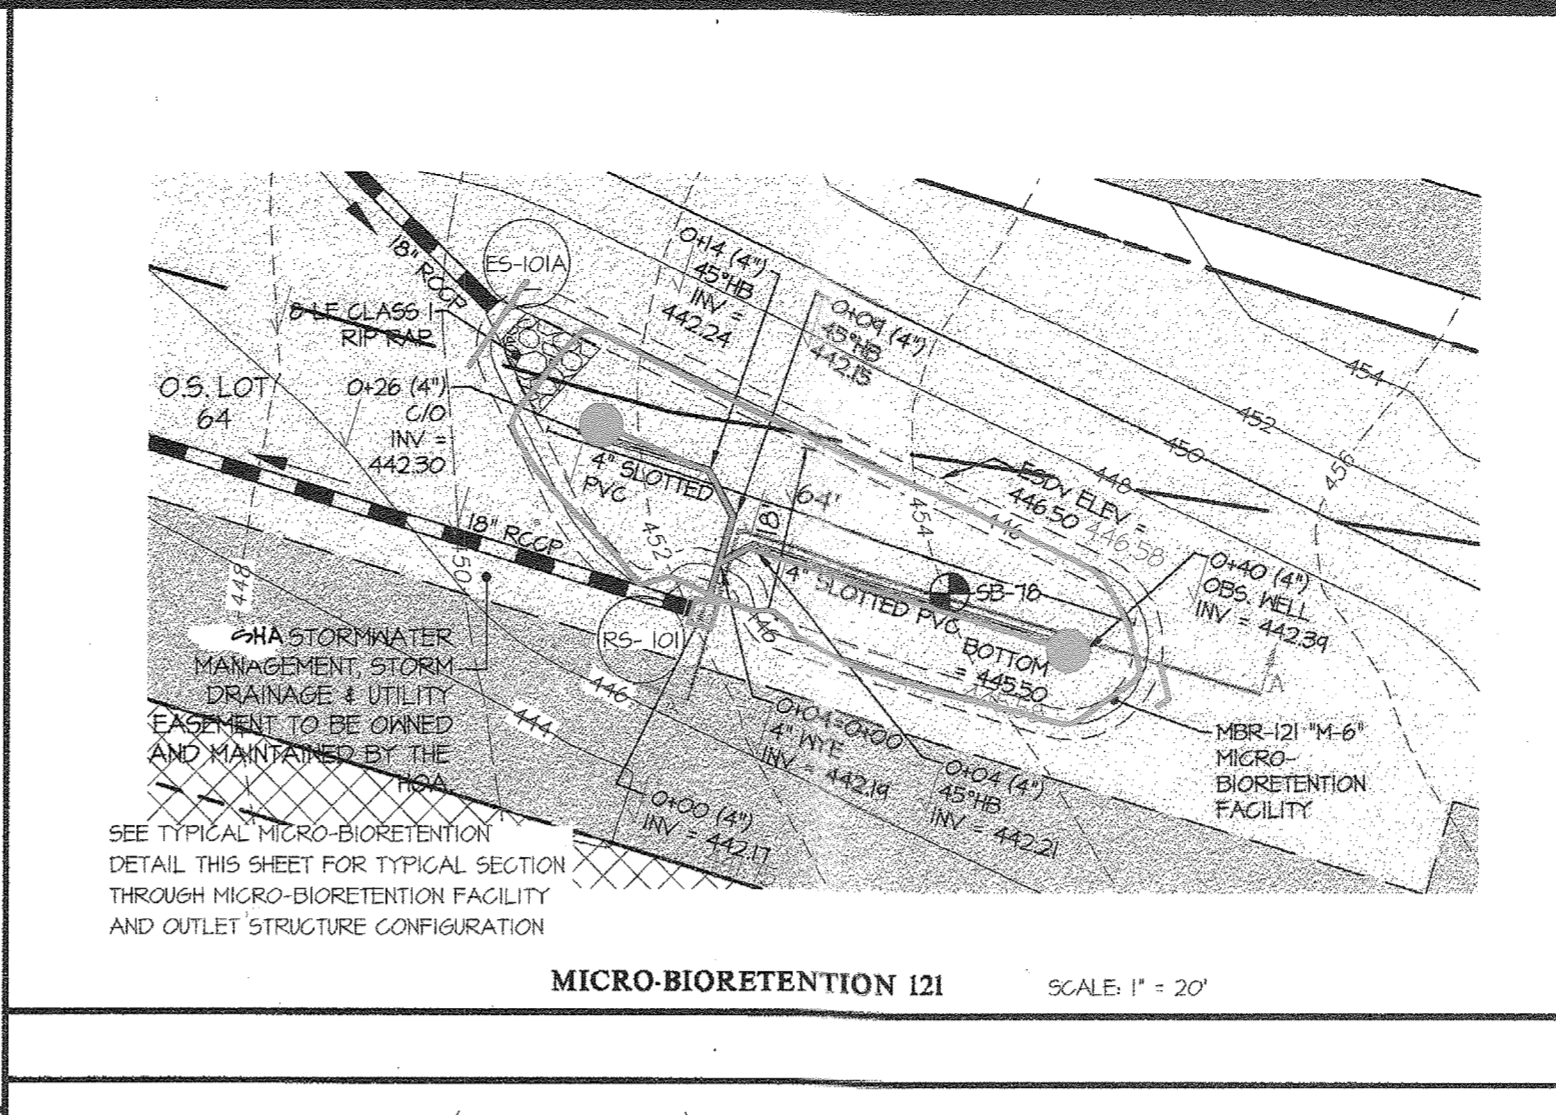 18" RCCP
ES-101A
8 LF CLASS I
RIP RAP
O.S. LOT
64
0+26 (4")
C/O
INV =
442.30
0+14 (4")
45°HB
INV =
442.24
0+09 (4")
45°HB
442.15
4" SLOTTED
PVC
18'
64'
ESDv ELEV =
446.50
446.58
446
448
450
452
454
456
454
452
450
448
18" RCCP
SB-78
4" SLOTTED PVC
BOTTOM
= 445.50
0+40 (4")
OBS. WELL
INV = 442.39
A
RS-101
446
446
444
SHA STORMWATER
MANAGEMENT, STORM
DRAINAGE & UTILITY
EASEMENT TO BE OWNED
AND MAINTAINED BY THE
HOA
0+04=0+00
4" WYE
INV = 442.19
0+04 (4")
45°HB
INV = 442.21
0+00 (4")
INV = 442.17
MBR-121 "M-6"
MICRO-
BIORETENTION
FACILITY
SEE TYPICAL MICRO-BIORETENTION
DETAIL THIS SHEET FOR TYPICAL SECTION
THROUGH MICRO-BIORETENTION FACILITY
AND OUTLET STRUCTURE CONFIGURATION
MICRO-BIORETENTION 121
SCALE: 1" = 20'